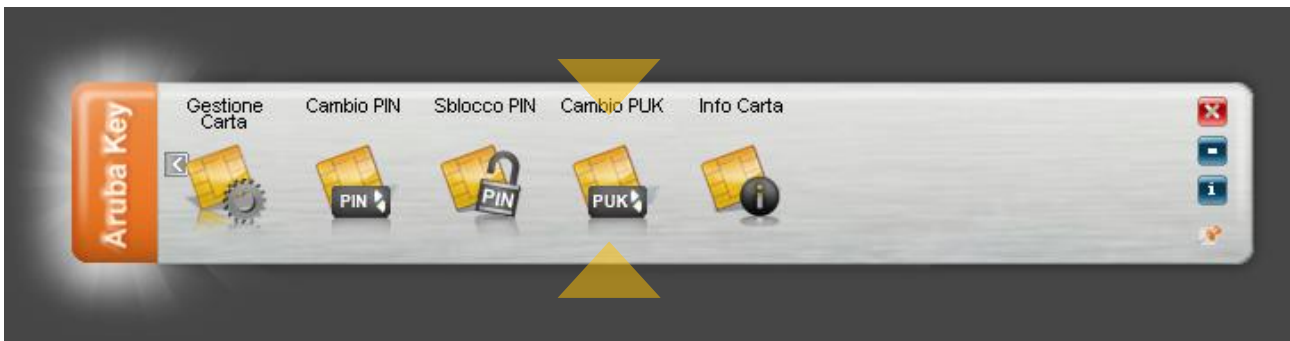 Aruba Key
Gestione
Carta
Cambio PIN
Sblocco PIN
Cambio PUK
Info Carta
PIN
PIN
PUK
i
i